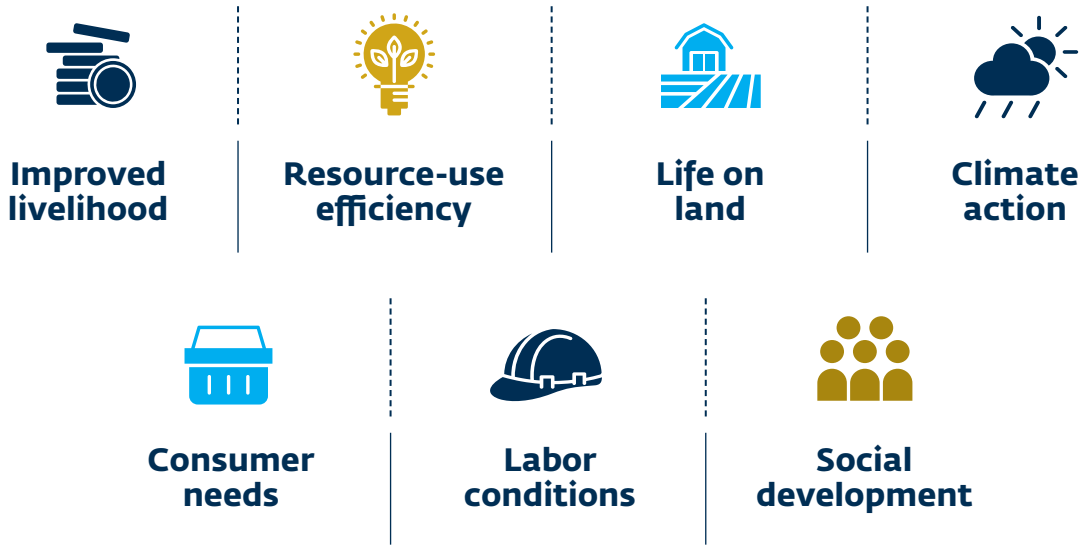 Improved
livelihood
Resource-use
efficiency
Life on
land
Climate
action
Consumer
needs
Labor
conditions
Social
development